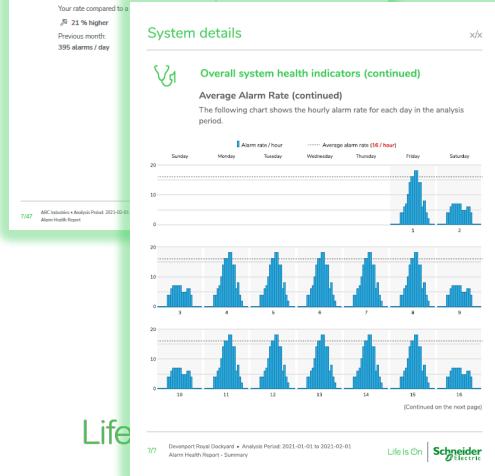 Your rate compared to a
21 % higher
Previous month:
395 alarms / day
7/47
ABC Industries • Analysis Period: 2021-02-01
Alarm Health Report
Life
System details
x/x
Overall system health indicators (continued)
Average Alarm Rate (continued)
The following chart shows the hourly alarm rate for each day in the analysis
period.
Alarm rate / hour
Average alarm rate (16 / hour)
Sunday Monday Tuesday Wednesday Thursday Friday Saturday
20
10
0
1 2
20
10
0
3 4 5 6 7 8 9
20
10
0
10 11 12 13 14 15 16
(Continued on the next page)
7/7
Devenport Royal Dockyard • Analysis Period: 2021-01-01 to 2021-02-01
Alarm Health Report - Summary
Life Is On
Schneider
Electric